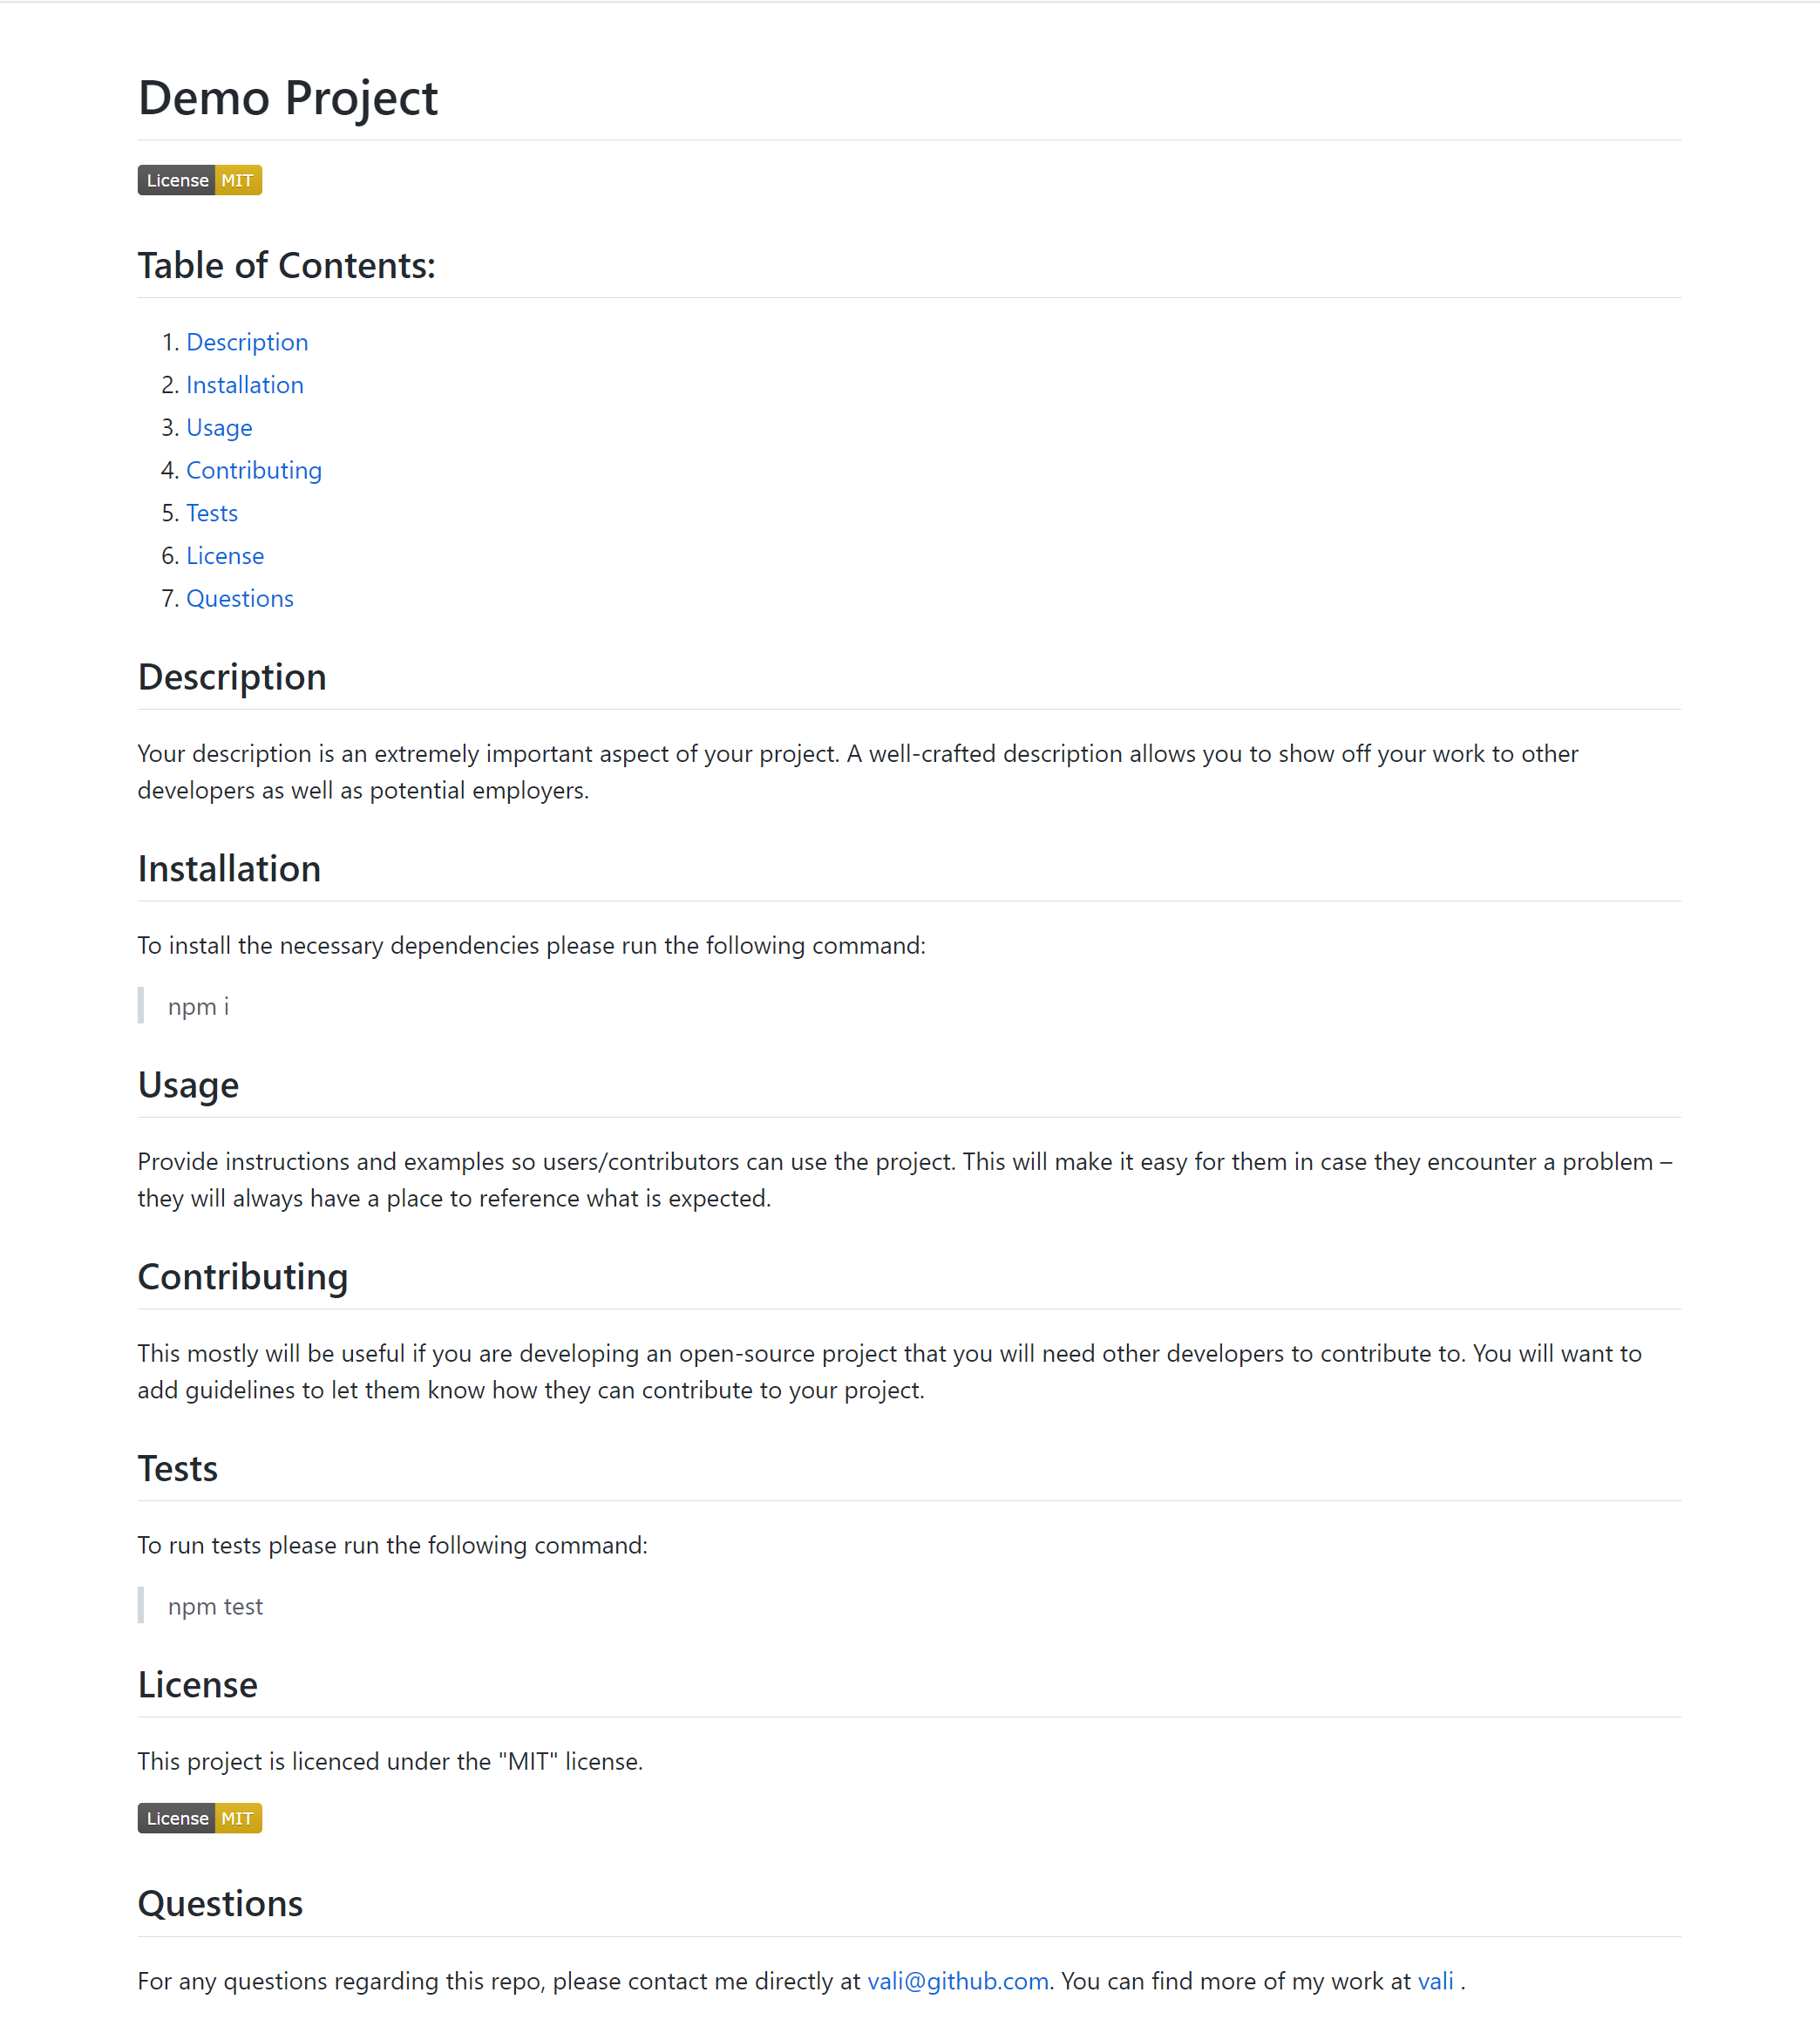 Demo Project
License MIT
Table of Contents:
1. Description
2. Installation
3. Usage
4. Contributing
5. Tests
6. License
7. Questions
Description
Your description is an extremely important aspect of your project. A well-crafted description allows you to show off your work to other
developers as well as potential employers.
Installation
To install the necessary dependencies please run the following command:
npm i
Usage
Provide instructions and examples so users/contributors can use the project. This will make it easy for them in case they encounter a problem –
they will always have a place to reference what is expected.
Contributing
This mostly will be useful if you are developing an open-source project that you will need other developers to contribute to. You will want to
add guidelines to let them know how they can contribute to your project.
Tests
To run tests please run the following command:
npm test
License
This project is licenced under the "MIT" license.
License MIT
Questions
For any questions regarding this repo, please contact me directly at vali@github.com. You can find more of my work at vali .